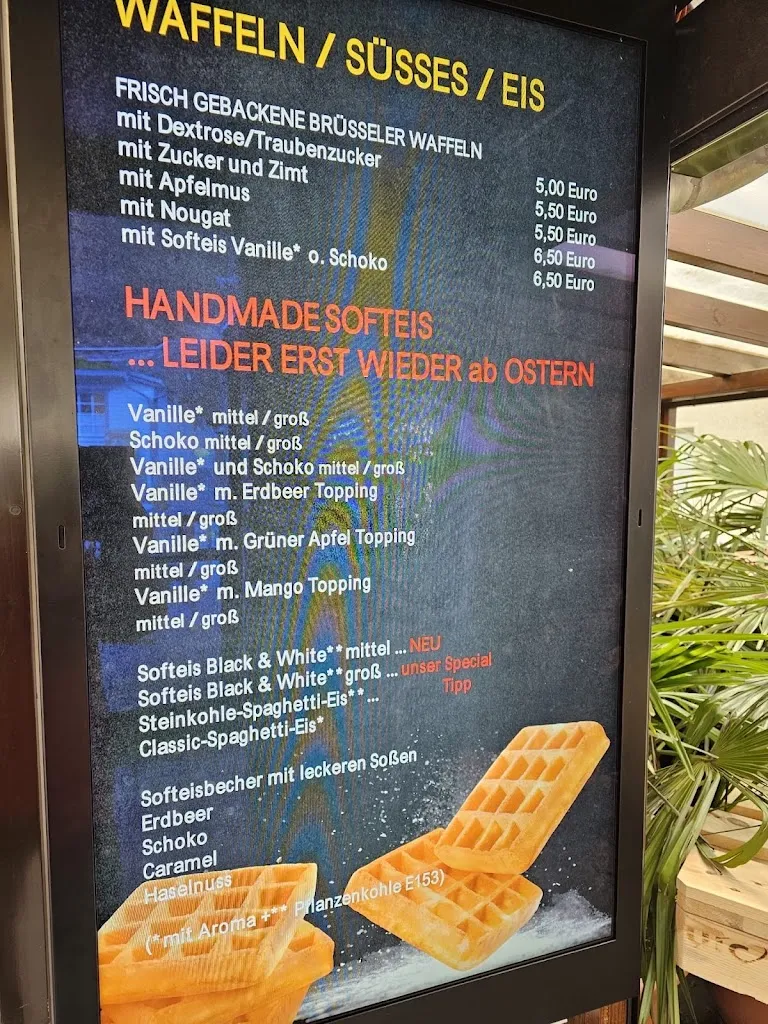 WAFFELN / SÜSSES / EIS
FRISCH GEBACKENE BRÜSSELER WAFFELN
mit Dextrose/Traubenzucker 5,00 Euro
mit Zucker und Zimt 5,50 Euro
mit Apfelmus 5,50 Euro
mit Nougat 6,50 Euro
mit Softeis Vanille* o. Schoko 6,50 Euro
HANDMADE SOFTEIS
... LEIDER ERST WIEDER ab OSTERN
Vanille* mittel / groß
Schoko mittel / groß
Vanille* und Schoko mittel / groß
Vanille* m. Erdbeer Topping
mittel / groß
Vanille* m. Grüner Apfel Topping
mittel / groß
Vanille* m. Mango Topping
mittel / groß
Softeis Black & White** mittel ... NEU
Softeis Black & White** groß ... unser Special
Tipp
Steinkohle-Spaghetti-Eis** ...
Classic-Spaghetti-Eis*
Softeisbecher mit leckeren Soßen
Erdbeer
Schoko
Caramel
Haselnuss
(* mit Aroma +** Pflanzenkohle E153)